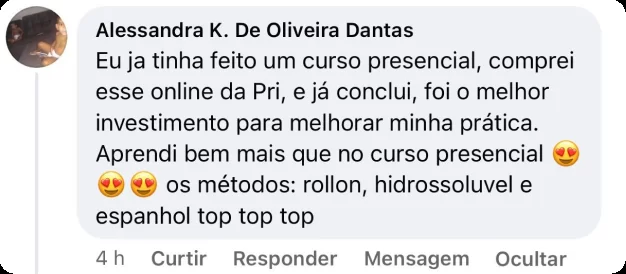 Alessandra K. De Oliveira Dantas
Eu ja tinha feito um curso presencial, comprei
esse online da Pri, e já conclui, foi o melhor
investimento para melhorar minha prática.
Aprendi bem mais que no curso presencial 😍
😍😍 os métodos: rollon, hidrossoluvel e
espanhol top top top
4 h Curtir Responder Mensagem Ocultar